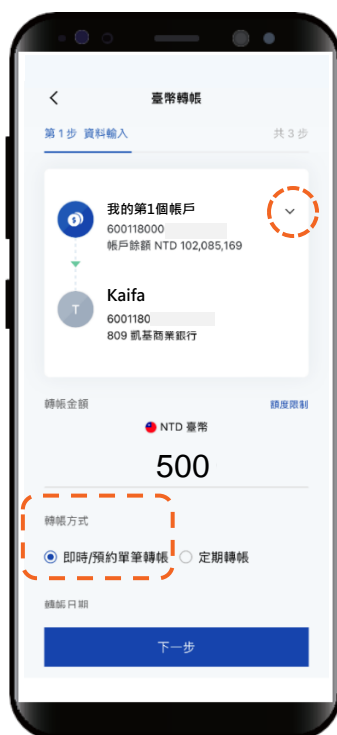 臺幣轉帳
第1步 資料輸入
共3步
我的第1個帳戶
600118000
帳戶餘額 NTD 102,085,169
T
Kaifa
6001180
809 凱基商業銀行
轉帳金額
額度限制
NTD 臺幣
500
轉帳方式
即時/預約單筆轉帳
定期轉帳
轉帳日期
下一步